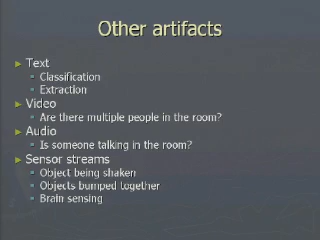 Other artifacts
► Text
▪ Classification
▪ Extraction
► Video
▪ Are there multiple people in the room?
► Audio
▪ Is someone talking in the room?
► Sensor streams
▪ Object being shaken
▪ Objects bumped together
▪ Brain sensing